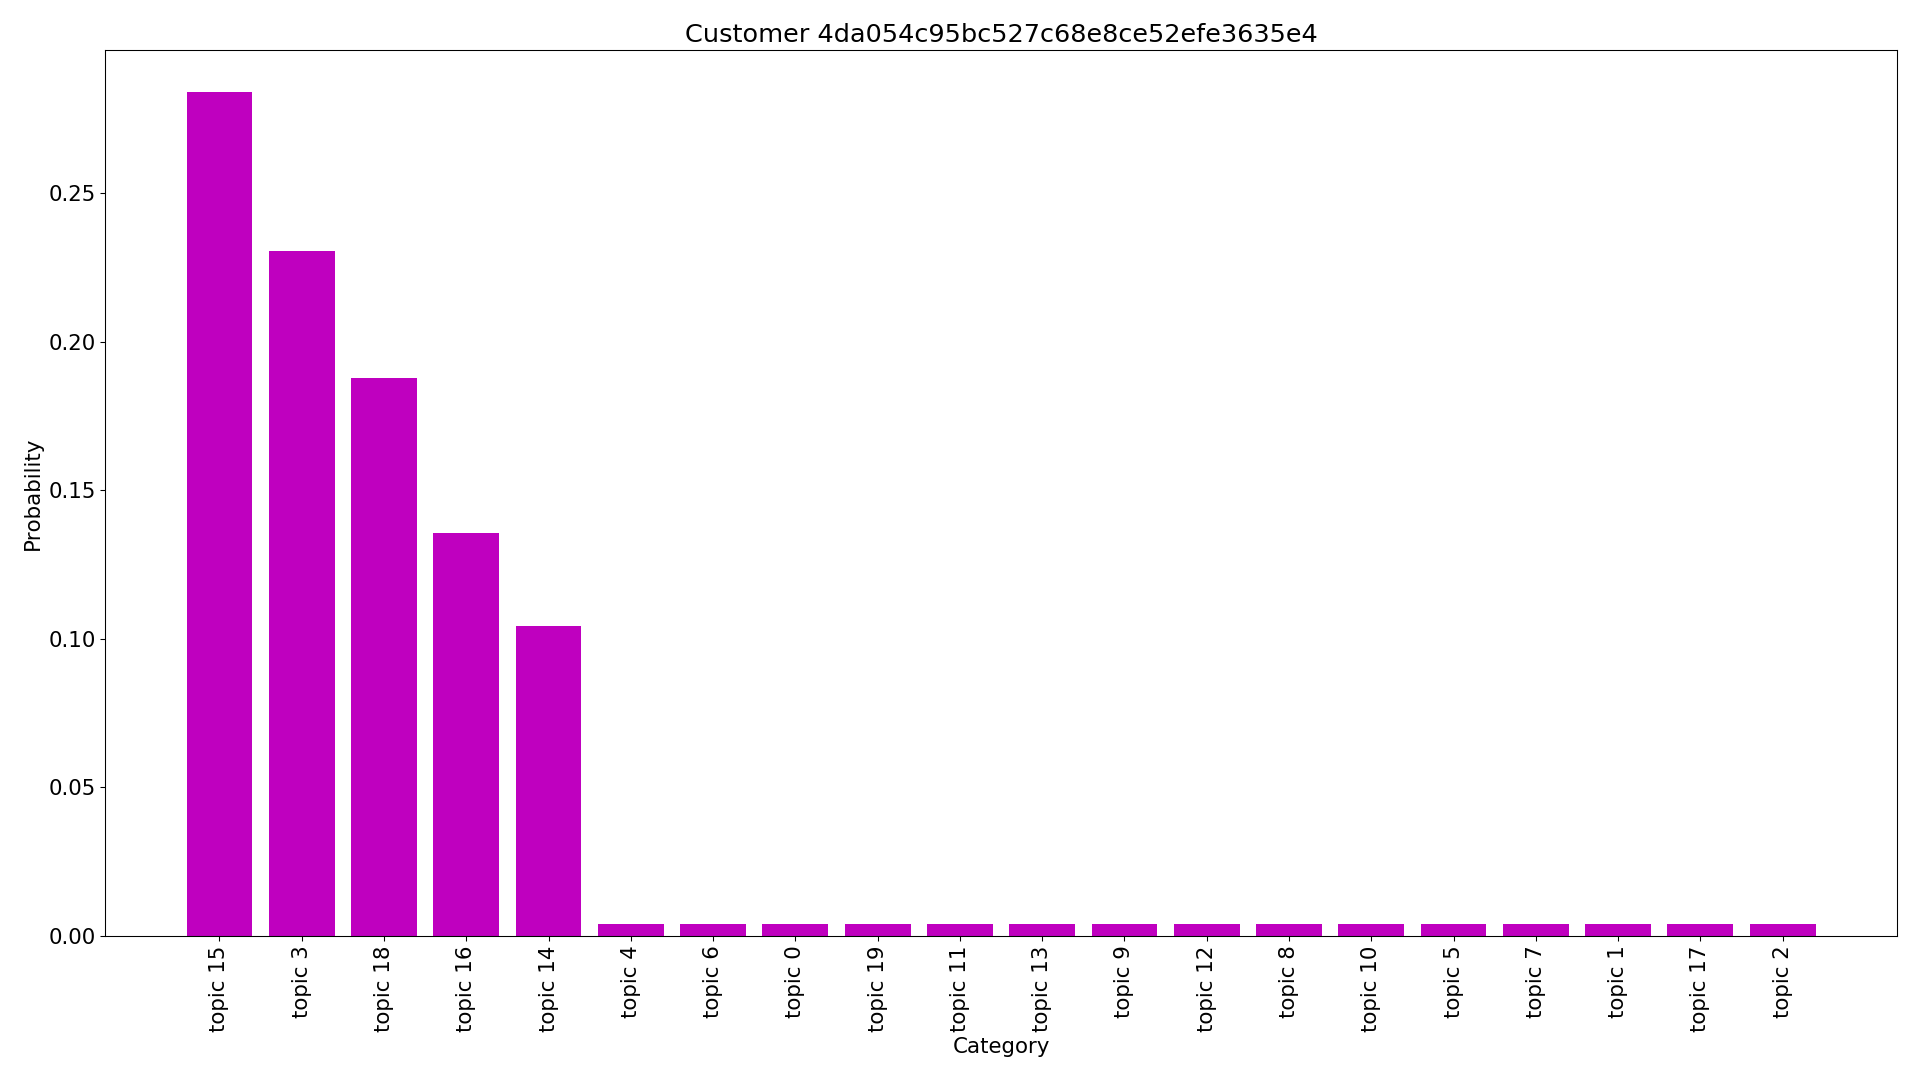 Customer 4da054c95bc527c68e8ce52efe3635e4
Probability
0.25
0.20
0.15
0.10
0.05
0.00
topic 15
topic 3
topic 18
topic 16
topic 14
topic 4
topic 6
topic 0
topic 19
topic 11
topic 13
topic 9
topic 12
topic 8
topic 10
topic 5
topic 7
topic 1
topic 17
topic 2
Category